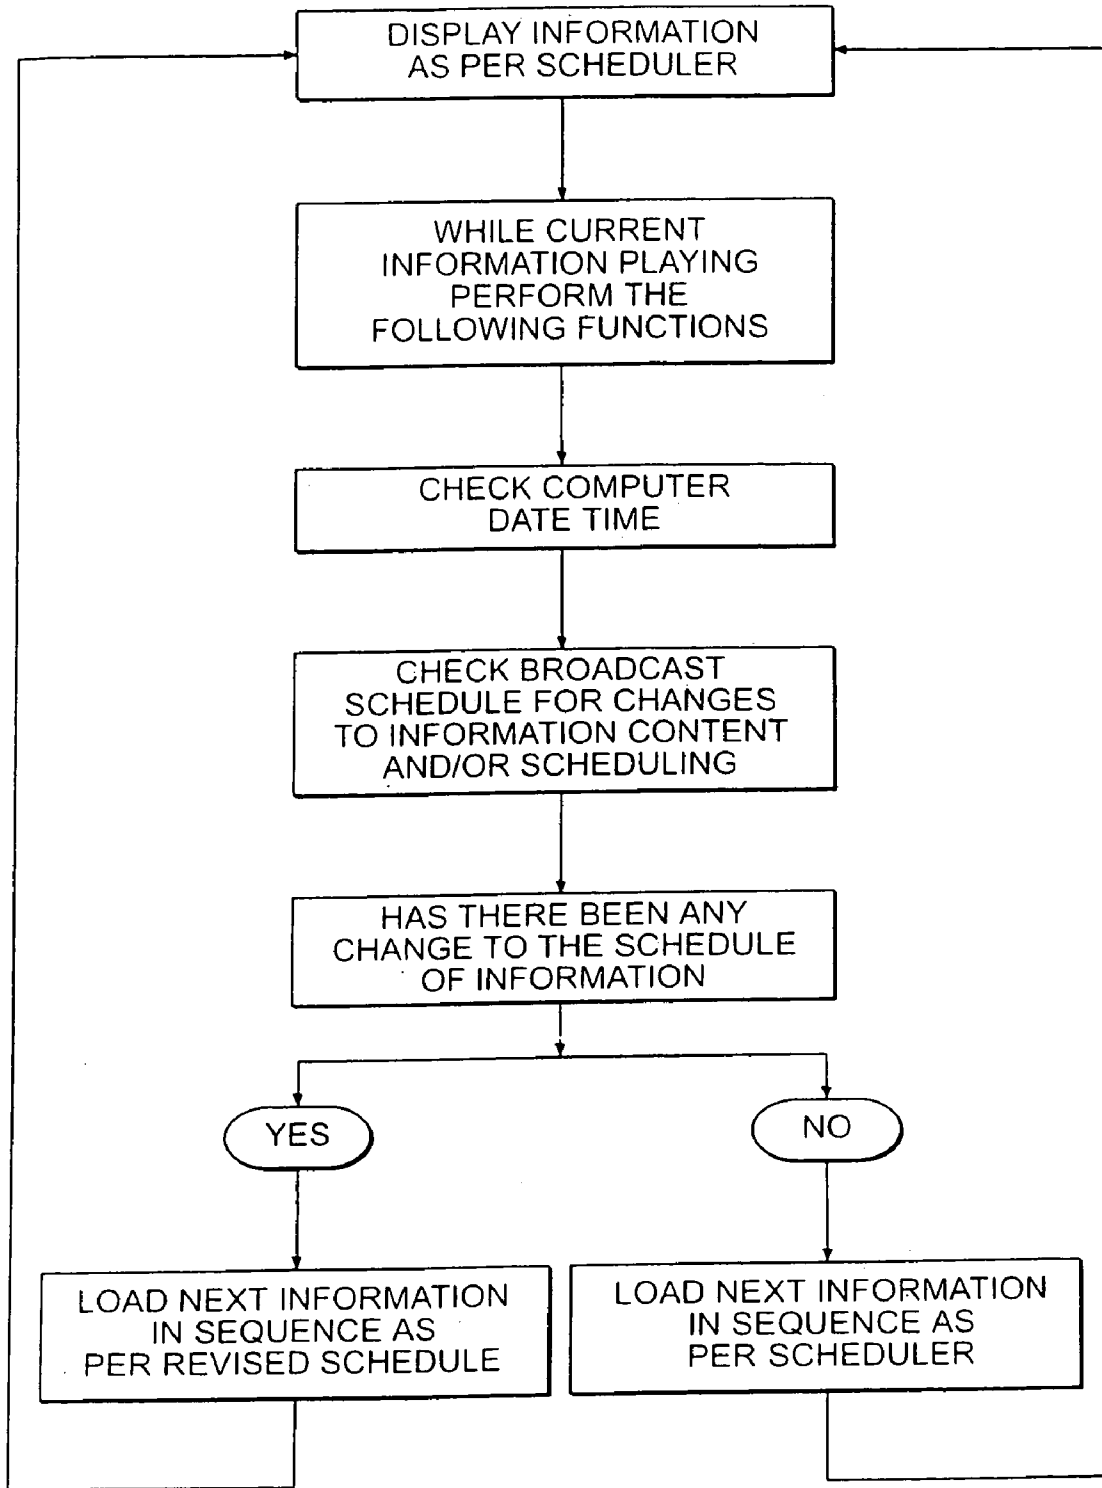 DISPLAY INFORMATION
AS PER SCHEDULER
WHILE CURRENT
INFORMATION PLAYING
PERFORM THE
FOLLOWING FUNCTIONS
CHECK COMPUTER
DATE TIME
CHECK BROADCAST
SCHEDULE FOR CHANGES
TO INFORMATION CONTENT
AND/OR SCHEDULING
HAS THERE BEEN ANY
CHANGE TO THE SCHEDULE
OF INFORMATION
YES
NO
LOAD NEXT INFORMATION
IN SEQUENCE AS
PER REVISED SCHEDULE
LOAD NEXT INFORMATION
IN SEQUENCE AS
PER SCHEDULER